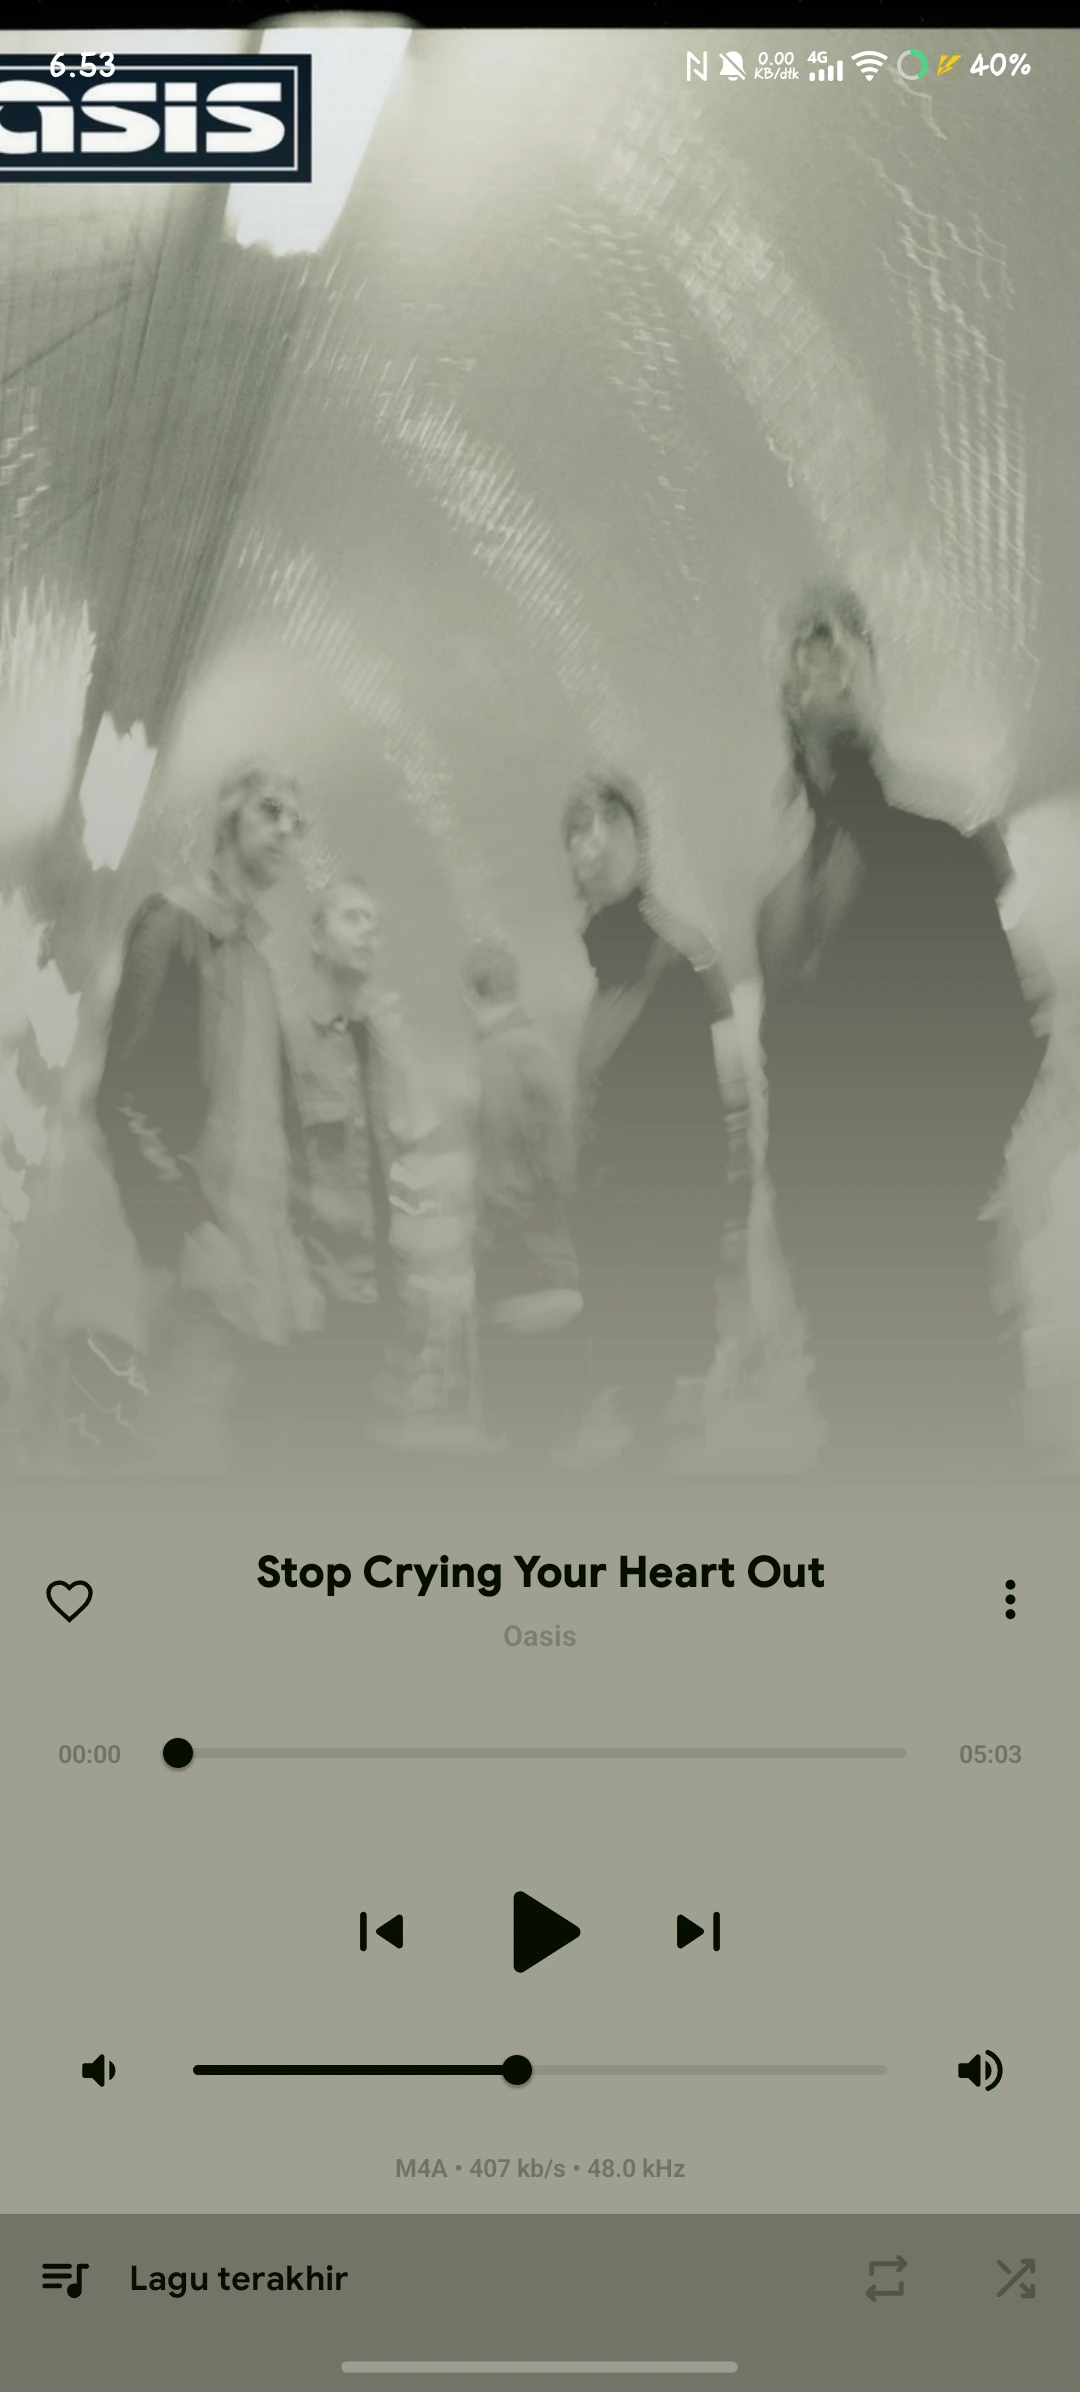 6.53
0.00
KB/dtk
4G
40%
asis
Stop Crying Your Heart Out
Oasis
00:00
05:03
M4A • 407 kb/s • 48.0 kHz
Lagu terakhir